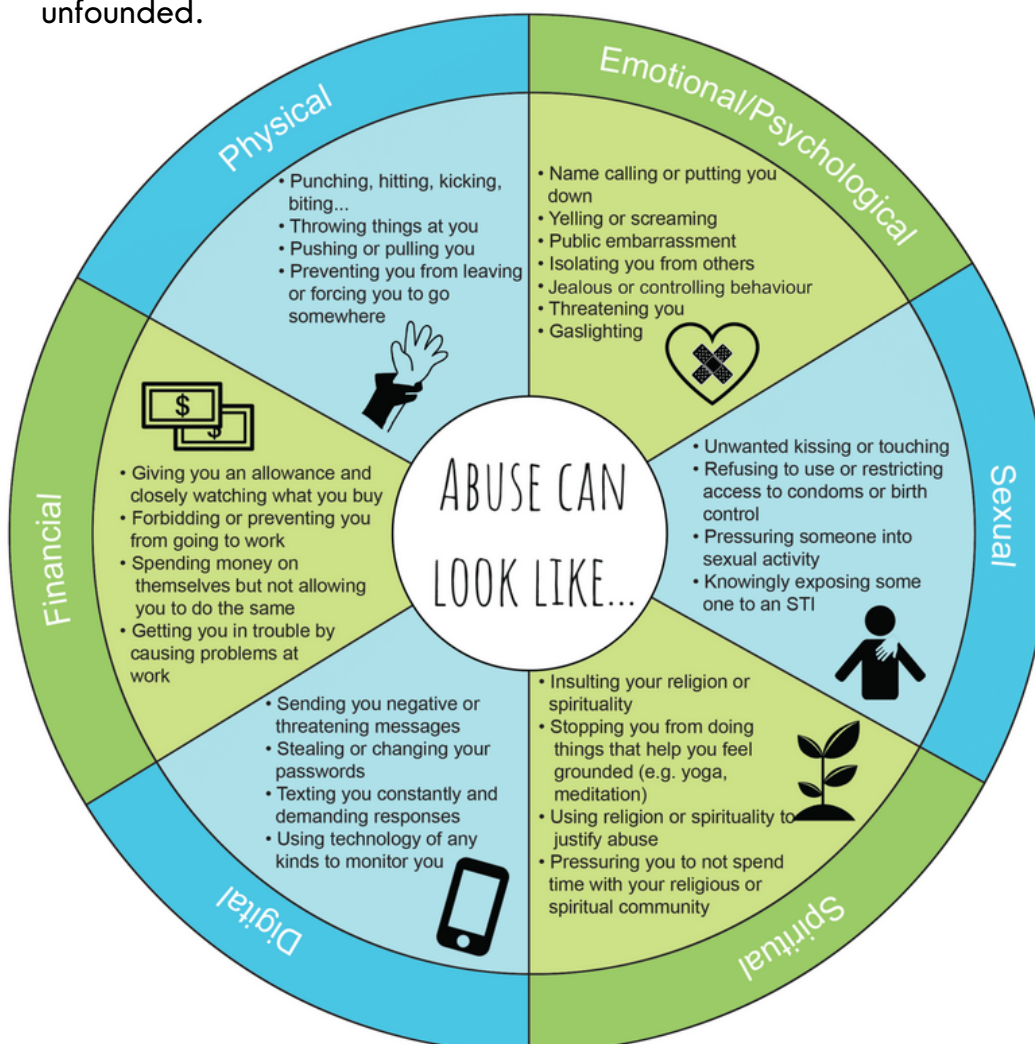 unfounded.
Physical
• Punching, hitting, kicking,
biting...
• Throwing things at you
• Pushing or pulling you
• Preventing you from leaving
or forcing you to go
somewhere
Emotional/Psychological
• Name calling or putting you
down
• Yelling or screaming
• Public embarrassment
• Isolating you from others
• Jealous or controlling behaviour
• Threatening you
• Gaslighting
Sexual
• Unwanted kissing or touching
• Refusing to use or restricting
access to condoms or birth
control
• Pressuring someone into
sexual activity
• Knowingly exposing some
one to an STI
Spiritual
• Insulting your religion or
spirituality
• Stopping you from doing
things that help you feel
grounded (e.g. yoga,
meditation)
• Using religion or spirituality to
justify abuse
• Pressuring you to not spend
time with your religious or
spiritual community
Digital
• Sending you negative or
threatening messages
• Stealing or changing your
passwords
• Texting you constantly and
demanding responses
• Using technology of any
kinds to monitor you
Financial
$
$
• Giving you an allowance and
closely watching what you buy
• Forbidding or preventing you
from going to work
• Spending money on
themselves but not allowing
you to do the same
• Getting you in trouble by
causing problems at
work
ABUSE CAN
LOOK LIKE...